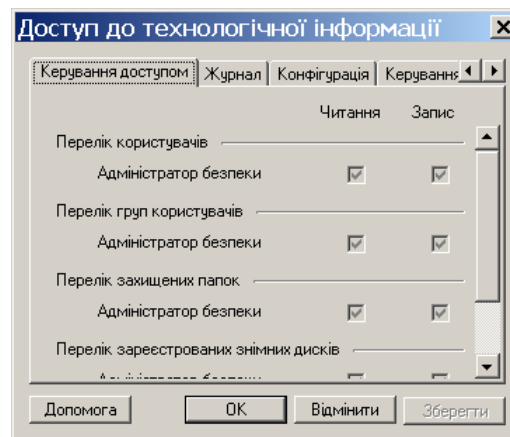 Доступ до технологічної інформації
Керування доступом Журнал Конфігурація Керування
Читання Запис
Перелік користувачів
Адміністратор безпеки
Перелік груп користувачів
Адміністратор безпеки
Перелік захищених папок
Адміністратор безпеки
Перелік зареєстрованих знімних дисків
Допомога OK Відмінити Зберегти